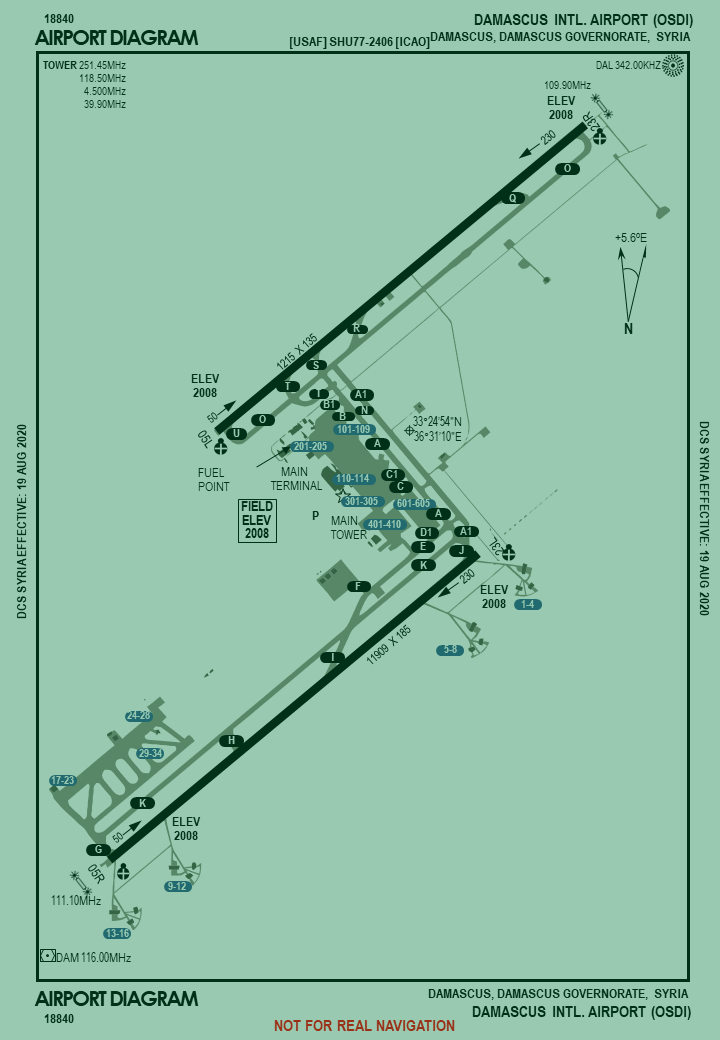 18840
DAMASCUS INTL. AIRPORT (OSDI)
AIRPORT DIAGRAM
[USAF] SHU77-2406 [ICAO]
DAMASCUS, DAMASCUS GOVERNORATE, SYRIA
TOWER 251.45MHz
118.50MHz
4.500MHz
39.90MHz
DAL 342.00KHZ
109.90MHz
ELEV
2008
23R
230
O
Q
+5.6ºE
N
R
1215 X 135
S
ELEV
2008
T
T
A1
B1
N
B
50
O
U
05L
101-109
33°24'54"N
36°31'10"E
A
201-205
FUEL
POINT
MAIN
TERMINAL
C1
110-114
C
301-305
601-605
FIELD
ELEV
2008
P
MAIN
TOWER
401-410
A
D1
A1
E
J
23L
K
230
F
ELEV
2008
1-4
11909 X 185
5-8
I
24-28
H
29-34
17-23
K
ELEV
2008
50
G
05R
9-12
111.10MHz
13-16
DAM 116.00MHz
DCS SYRIA EFFECTIVE: 19 AUG 2020
DCS SYRIA EFFECTIVE: 19 AUG 2020
AIRPORT DIAGRAM
DAMASCUS, DAMASCUS GOVERNORATE, SYRIA
18840
DAMASCUS INTL. AIRPORT (OSDI)
NOT FOR REAL NAVIGATION